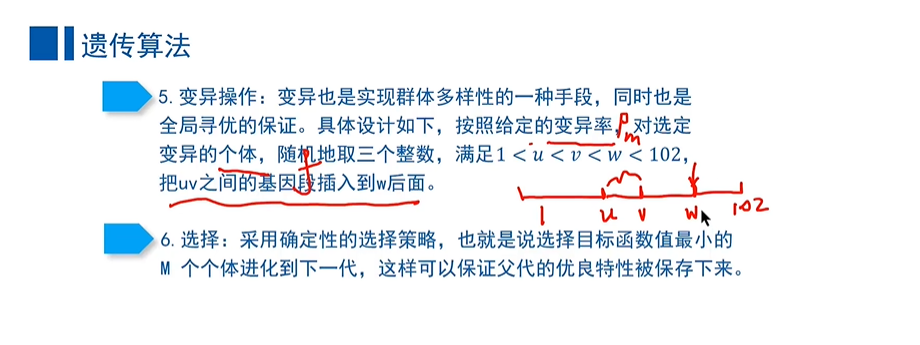 遗传算法
5. 变异操作：变异也是实现群体多样性的一种手段，同时也是
全局寻优的保证。具体设计如下，按照给定的变异率，对选定
Pm
变异的个体，随机地取三个整数，满足1 < u < v < w < 102，
把uv之间的基因段插入到w后面。
1 u v w 102
6. 选择：采用确定性的选择策略，也就是说选择目标函数值最小的
M 个个体进化到下一代，这样可以保证父代的优良特性被保存下来。